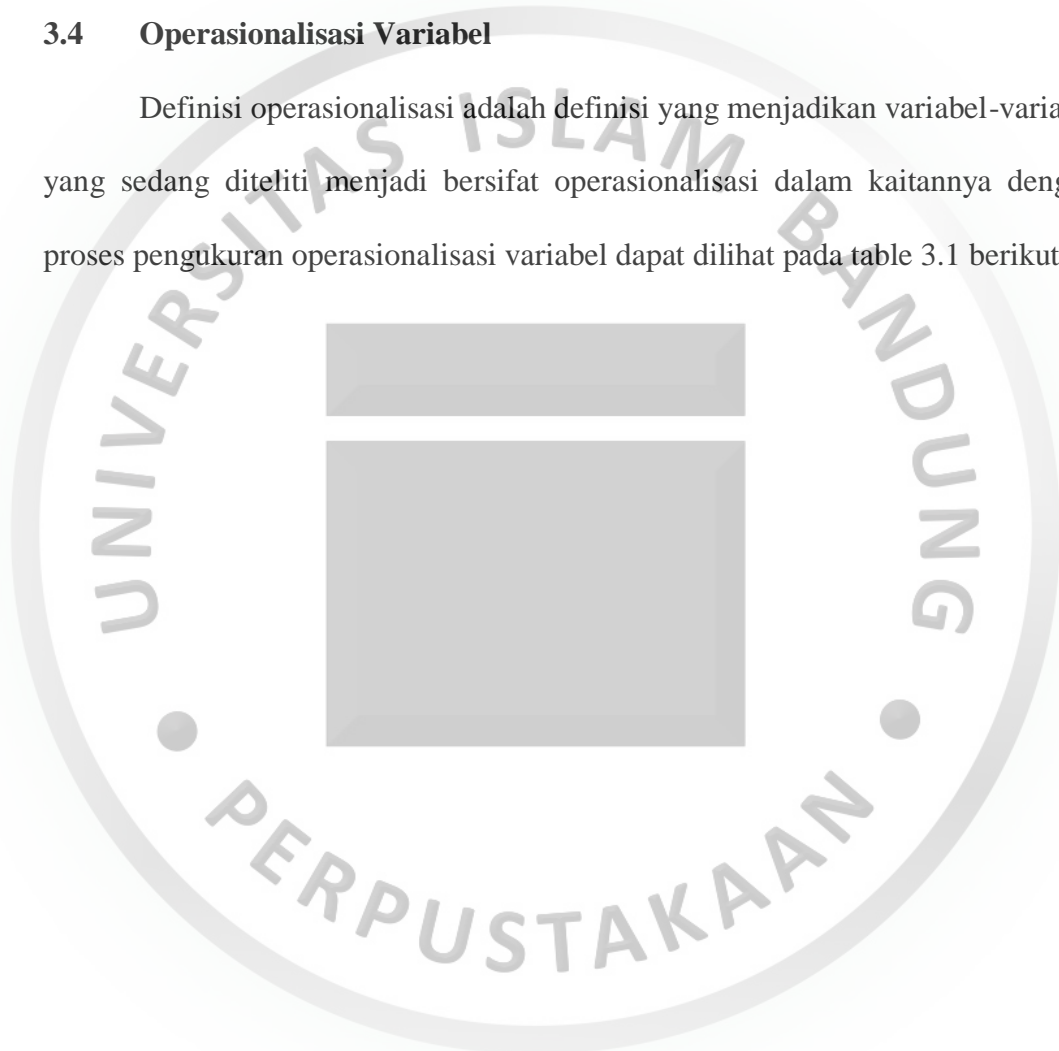 3.4 Operasionalisasi Variabel
Definisi operasionalisasi adalah definisi yang menjadikan variabel-varia
yang sedang diteliti menjadi bersifat operasionalisasi dalam kaitannya deng
proses pengukuran operasionalisasi variabel dapat dilihat pada table 3.1 berikut
UNIVERSITAS ISLAM BANDUNG
PERPUSTAKAAN